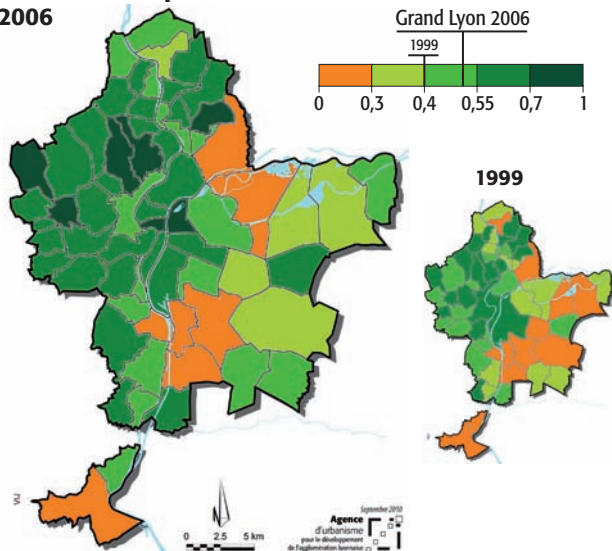 2006
Grand Lyon 2006
1999
0 0,3 0,4 0,55 0,7 1
1999
0 2.5 5 km
Septembre 2010
Agence
d'urbanisme
pour le développement
de l'agglomération lyonnaise